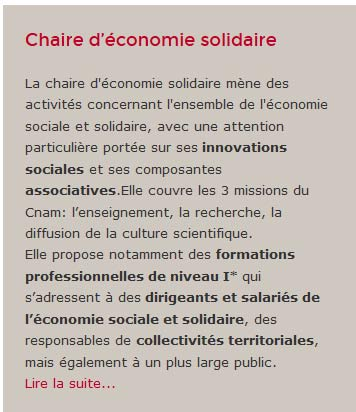 Chaire d’économie solidaire
La chaire d'économie solidaire mène des
activités concernant l'ensemble de l'économie
sociale et solidaire, avec une attention
particulière portée sur ses innovations
sociales et ses composantes
associatives.Elle couvre les 3 missions du
Cnam: l’enseignement, la recherche, la
diffusion de la culture scientifique.
Elle propose notamment des formations
professionnelles de niveau I* qui
s’adressent à des dirigeants et salariés de
l’économie sociale et solidaire, des
responsables de collectivités territoriales,
mais également à un plus large public.
Lire la suite...